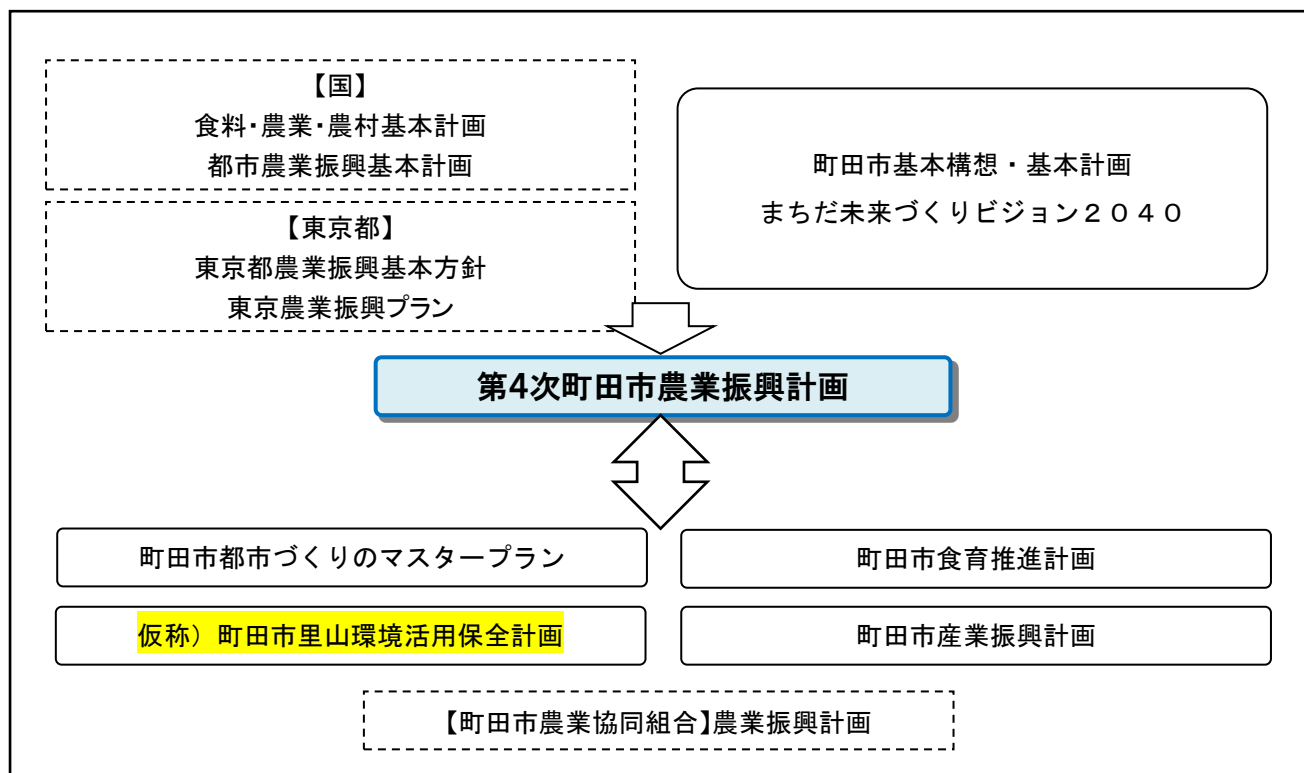 【国】
食料・農業・農村基本計画
都市農業振興基本計画
【東京都】
東京都農業振興基本方針
東京農業振興プラン
町田市基本構想・基本計画
まちだ未来づくりビジョン２０４０
第4次町田市農業振興計画
町田市都市づくりのマスタープラン
町田市食育推進計画
仮称）町田市里山環境活用保全計画
町田市産業振興計画
【町田市農業協同組合】農業振興計画